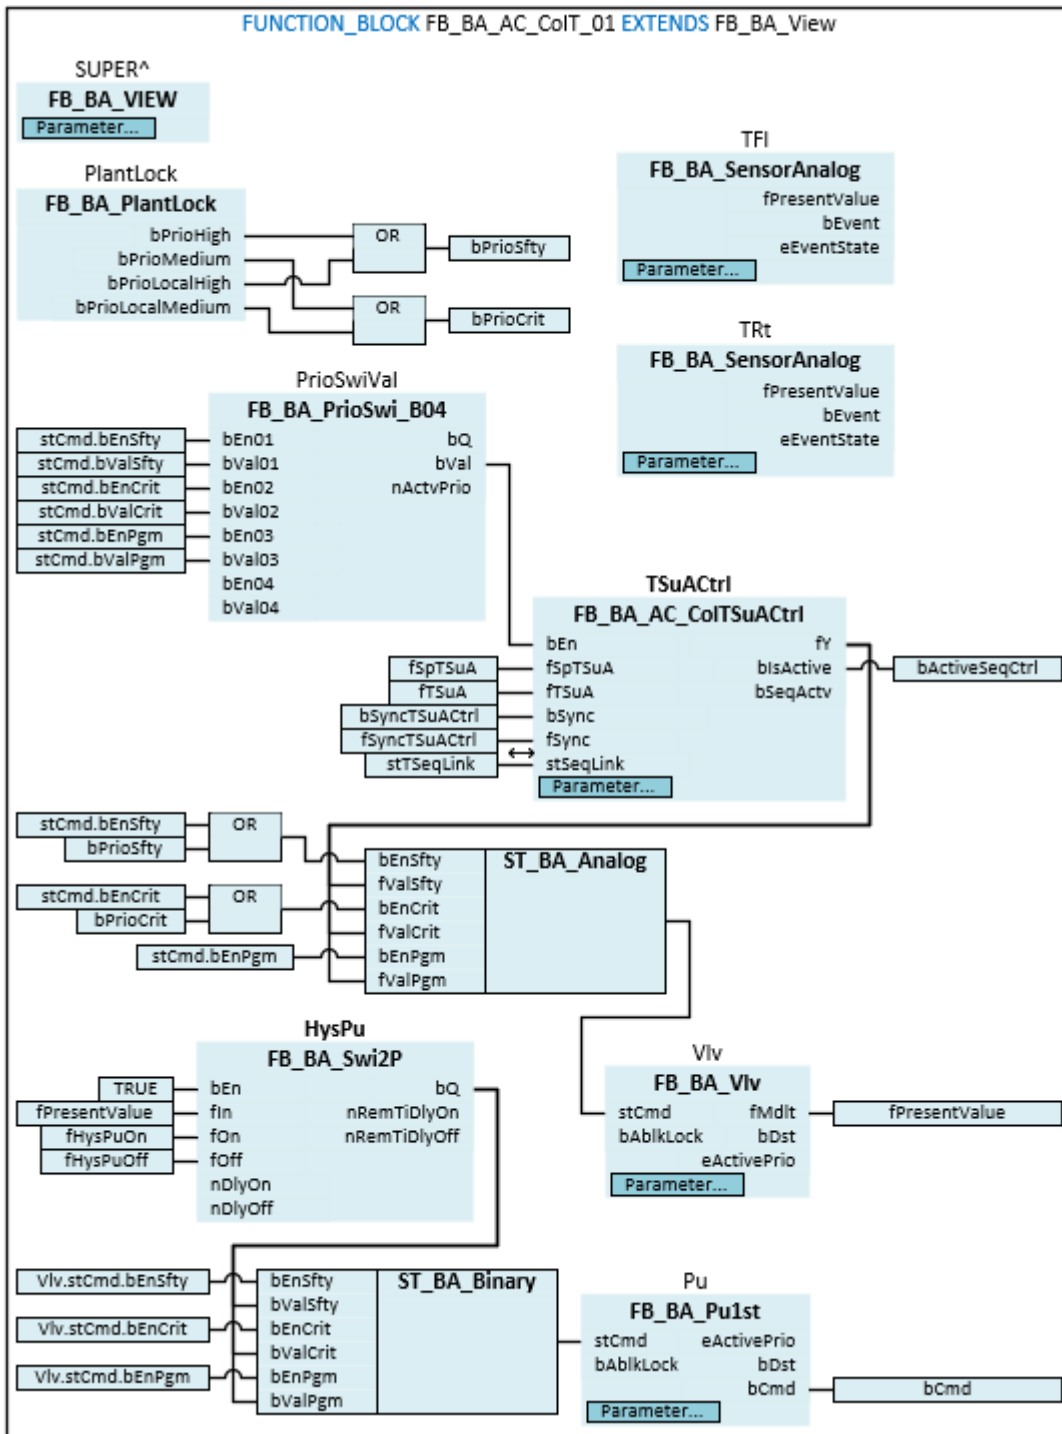 FUNCTION_BLOCK FB_BA_AC_ColT_01 EXTENDS FB_BA_View
SUPER^
FB_BA_VIEW
Parameter...
PlantLock
FB_BA_PlantLock
bPrioHigh
bPrioMedium
bPrioLocalHigh
bPrioLocalMedium
OR
bPrioSfty
OR
bPrioCrit
TFl
FB_BA_SensorAnalog
fPresentValue
bEvent
eEventState
Parameter...
TRt
FB_BA_SensorAnalog
fPresentValue
bEvent
eEventState
Parameter...
PrioSwiVal
FB_BA_PrioSwi_B04
stCmd.bEnSfty bEn01 bQ
stCmd.bValSfty bVal01 bVal
stCmd.bEnCrit bEn02 nActvPrio
stCmd.bValCrit bVal02
stCmd.bEnPgm bEn03
stCmd.bValPgm bVal03
bEn04
bVal04
TSuACtrl
FB_BA_AC_ColTSuACtrl
bEn fY
fSpTSuA fSpTSuA bIsActive bActiveSeqCtrl
fTSuA fTSuA bSeqActv
bSyncTSuACtrl bSync
fSyncTSuACtrl fSync
stTSeqLink stSeqLink
Parameter...
stCmd.bEnSfty OR
bPrioSfty
stCmd.bEnCrit OR
bPrioCrit
stCmd.bEnPgm
bEnSfty ST_BA_Analog
fValSfty
bEnCrit
fValCrit
bEnPgm
fValPgm
HysPu
FB_BA_Swi2P
TRUE bEn bQ
fPresentValue fIn nRemTiDlyOn
fHysPuOn fOn nRemTiDlyOff
fHysPuOff fOff
nDlyOn
nDlyOff
Vlv
FB_BA_Vlv
stCmd fMdlt fPresentValue
bAblkLock bDst
eActivePrio
Parameter...
Vlv.stCmd.bEnSfty bEnSfty ST_BA_Binary
bValSfty
Vlv.stCmd.bEnCrit bEnCrit
bValCrit
Vlv.stCmd.bEnPgm bEnPgm
bValPgm
Pu
FB_BA_Pu1st
stCmd eActivePrio
bAblkLock bDst
bCmd bCmd
Parameter...